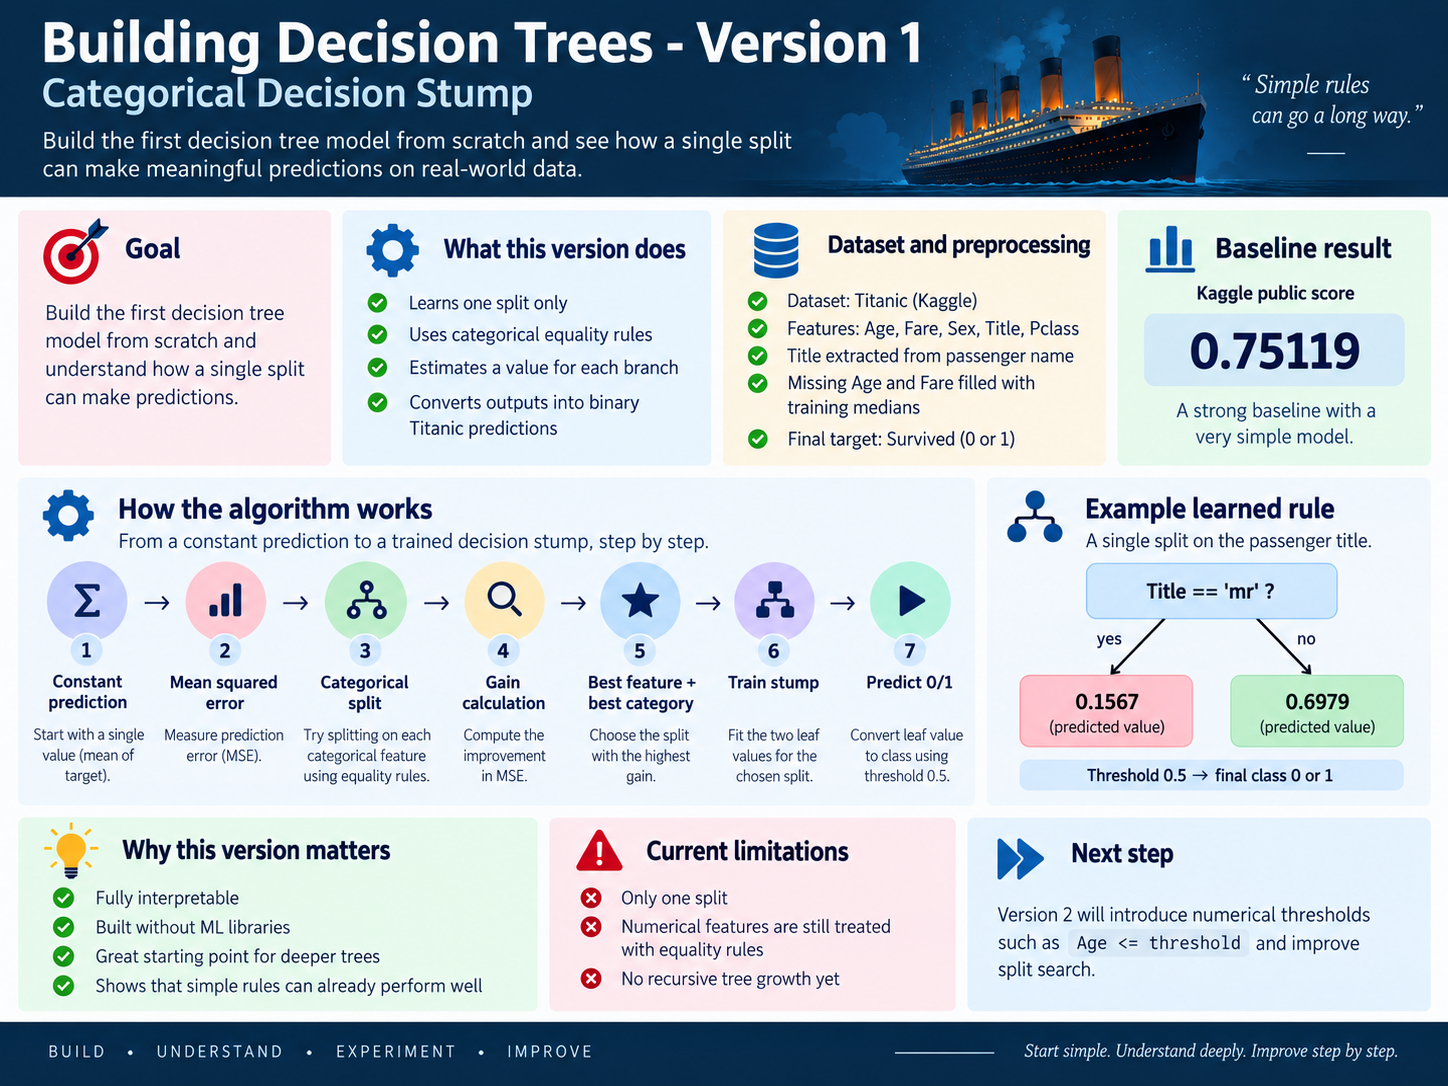 Building Decision Trees - Version 1
Categorical Decision Stump
Build the first decision tree model from scratch and see how a single split
can make meaningful predictions on real-world data.
“ Simple rules
can go a long way.”
Goal
Build the first decision tree
model from scratch and
understand how a single split
can make predictions.
What this version does
Learns one split only
Uses categorical equality rules
Estimates a value for each branch
Converts outputs into binary
Titanic predictions
Dataset and preprocessing
Dataset: Titanic (Kaggle)
Features: Age, Fare, Sex, Title, Pclass
Title extracted from passenger name
Missing Age and Fare filled with
training medians
Final target: Survived (0 or 1)
Baseline result
Kaggle public score
0.75119
A strong baseline with a
very simple model.
How the algorithm works
From a constant prediction to a trained decision stump, step by step.
Σ
1
Constant
prediction
Start with a single
value (mean of
target).
2
Mean squared
error
Measure prediction
error (MSE).
3
Categorical
split
Try splitting on each
categorical feature
using equality rules.
4
Gain
calculation
Compute the
improvement
in MSE.
5
Best feature +
best category
Choose the split
with the highest
gain.
6
Train stump
Fit the two leaf
values for the
chosen split.
7
Predict 0/1
Convert leaf value
to class using
threshold 0.5.
Example learned rule
A single split on the passenger title.
Title == 'mr' ?
yes
no
0.1567
(predicted value)
0.6979
(predicted value)
Threshold 0.5 → final class 0 or 1
Why this version matters
Fully interpretable
Built without ML libraries
Great starting point for deeper trees
Shows that simple rules can already perform well
Current limitations
Only one split
Numerical features are still treated
with equality rules
No recursive tree growth yet
Next step
Version 2 will introduce numerical thresholds
such as Age <= threshold and improve
split search.
BUILD • UNDERSTAND • EXPERIMENT • IMPROVE
Start simple. Understand deeply. Improve step by step.